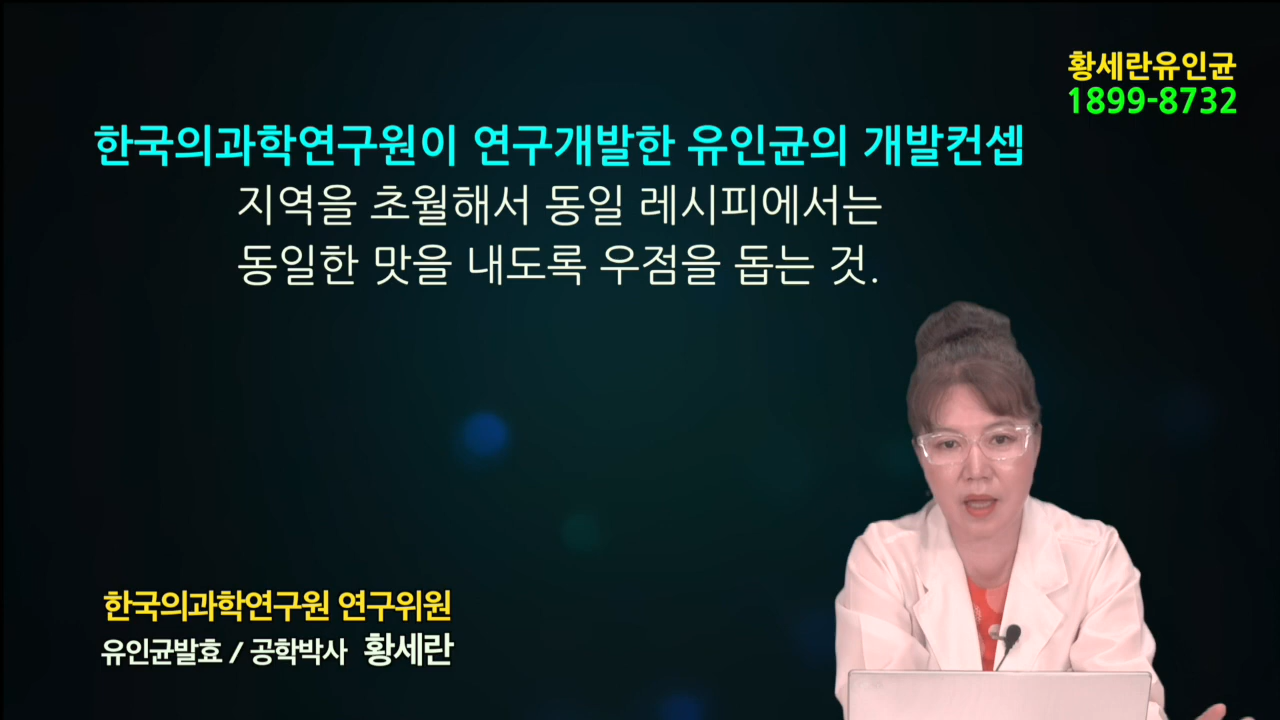 황세란유인균
1899-8732
한국의과학연구원이 연구개발한 유인균의 개발컨셉
지역을 초월해서 동일 레시피에서는
동일한 맛을 내도록 우점을 돕는 것.
한국의과학연구원 연구위원
유인균발효 / 공학박사 황세란